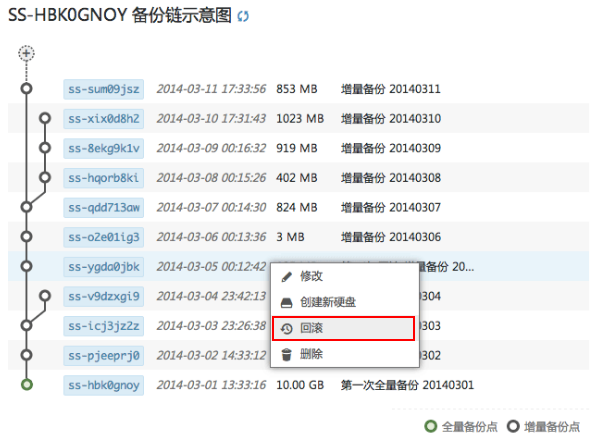 SS-HBK0GNOY 备份链示意图
ss-sum09jsz 2014-03-11 17:33:56 853 MB 增量备份 20140311
ss-xix0d8h2 2014-03-10 17:31:43 1023 MB 增量备份 20140310
ss-8ekg9k1v 2014-03-09 00:16:32 919 MB 增量备份 20140309
ss-hqorb8ki 2014-03-08 00:15:26 402 MB 增量备份 20140308
ss-qdd713aw 2014-03-07 00:14:30 824 MB 增量备份 20140307
ss-o2e01ig3 2014-03-06 00:13:36 3 MB 增量备份 20140306
ss-ygda0jbk 2014-03-05 00:12:42 量备份 20...
修改
ss-v9dzxgi9 2014-03-04 23:42:13 304
创建新硬盘
ss-icj3jz2z 2014-03-03 23:26:38 303
回滚
ss-pjeeprj0 2014-03-02 14:33:12 302
删除
ss-hbk0gnoy 2014-03-01 13:33:16 10.00 GB 第一次全量备份 20140301
全量备份点 增量备份点